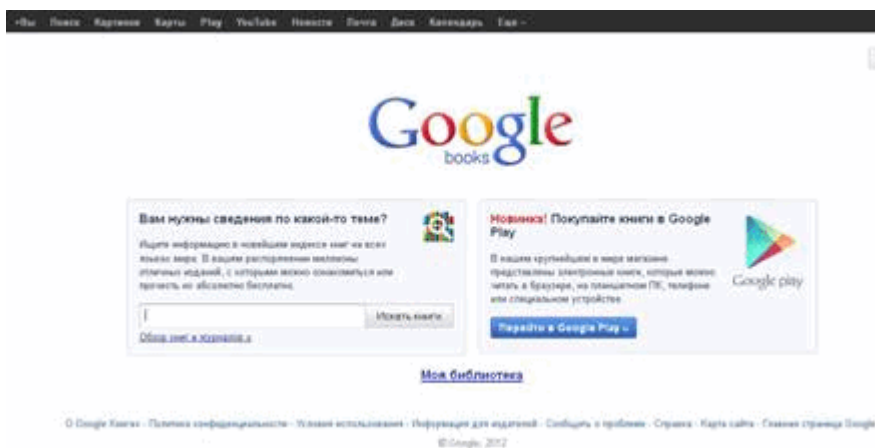 +Вы Поиск Картинки Карты Play YouTube Новости Почта Диск Календарь Ещё
Google
books
Вам нужны сведения по какой-то теме?
Ищите информацию в новейшем индексе книг на всех
языках мира. В вашем распоряжении миллионы
отличных изданий, с которыми можно ознакомиться или
прочесть их абсолютно бесплатно.
Искать книги
Обзор книг и журналов »
Новинка! Покупайте книги в Google
Play
В нашем крупнейшем в мире магазине
представлены электронные книги, которые можно
читать в браузере, на планшетном ПК, телефоне
или специальном устройстве.
Перейти в Google Play »
Google play
Моя библиотека
О Google Книгах - Политика конфиденциальности - Условия использования - Информация для издателей - Сообщить о проблеме - Справка - Карта сайта - Главная страница Google
© Google, 2012